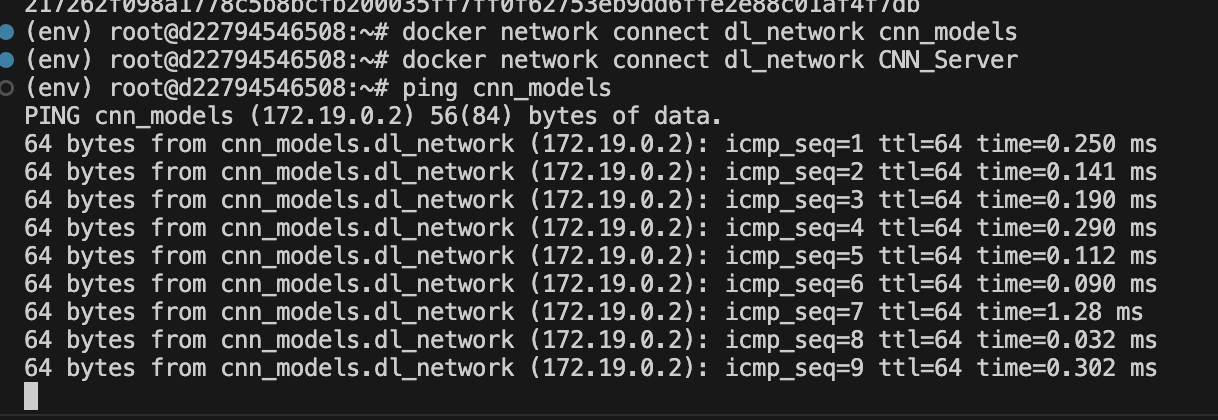 217262f098a1778c5b8bcfb200035ff7ff0f62753eb9dd6ffe2e88c01af4f7db
(env) root@d22794546508:~# docker network connect dl_network cnn_models
(env) root@d22794546508:~# docker network connect dl_network CNN_Server
(env) root@d22794546508:~# ping cnn_models
PING cnn_models (172.19.0.2) 56(84) bytes of data.
64 bytes from cnn_models.dl_network (172.19.0.2): icmp_seq=1 ttl=64 time=0.250 ms
64 bytes from cnn_models.dl_network (172.19.0.2): icmp_seq=2 ttl=64 time=0.141 ms
64 bytes from cnn_models.dl_network (172.19.0.2): icmp_seq=3 ttl=64 time=0.190 ms
64 bytes from cnn_models.dl_network (172.19.0.2): icmp_seq=4 ttl=64 time=0.290 ms
64 bytes from cnn_models.dl_network (172.19.0.2): icmp_seq=5 ttl=64 time=0.112 ms
64 bytes from cnn_models.dl_network (172.19.0.2): icmp_seq=6 ttl=64 time=0.090 ms
64 bytes from cnn_models.dl_network (172.19.0.2): icmp_seq=7 ttl=64 time=1.28 ms
64 bytes from cnn_models.dl_network (172.19.0.2): icmp_seq=8 ttl=64 time=0.032 ms
64 bytes from cnn_models.dl_network (172.19.0.2): icmp_seq=9 ttl=64 time=0.302 ms